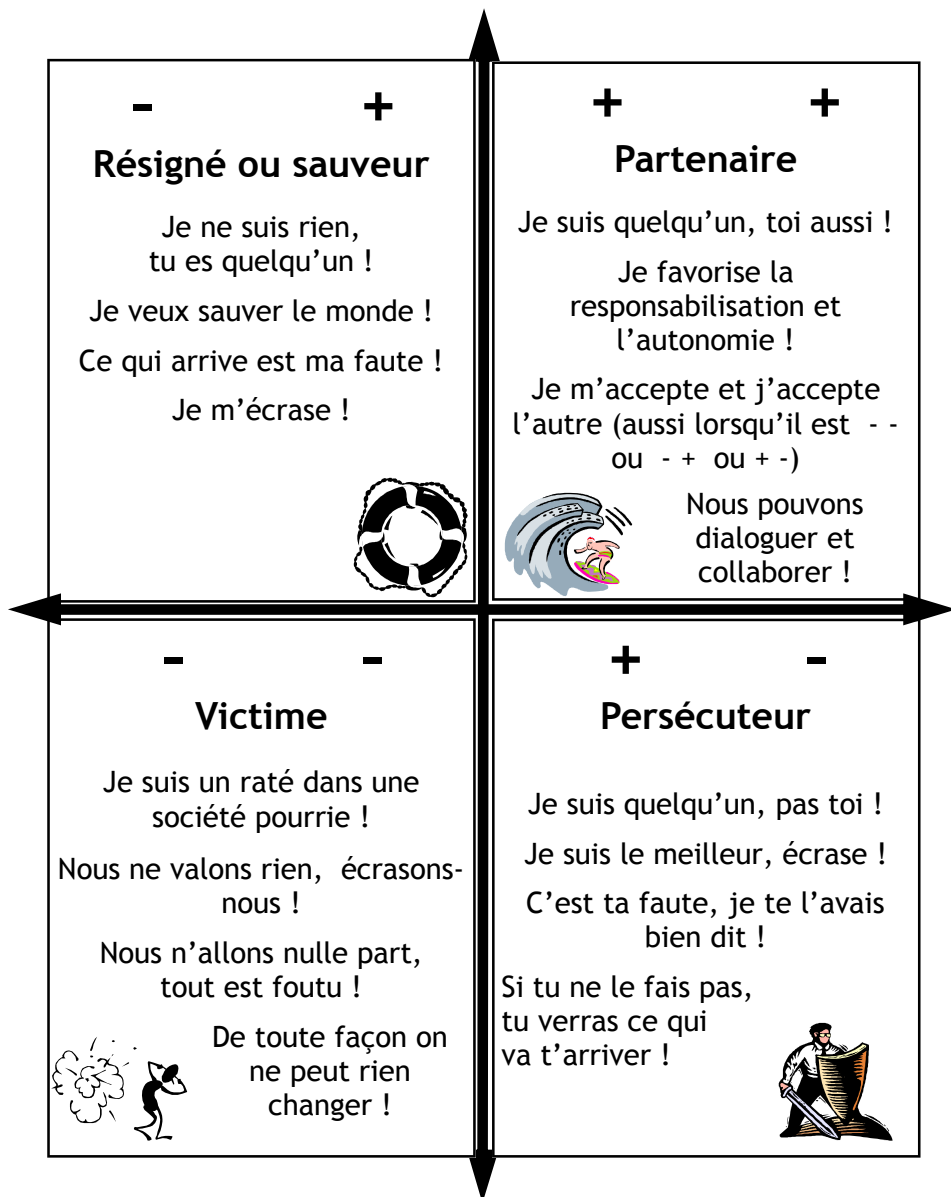 - +
Résigné ou sauveur
Je ne suis rien,
tu es quelqu’un !
Je veux sauver le monde !
Ce qui arrive est ma faute !
Je m’écrase !
+ +
Partenaire
Je suis quelqu’un, toi aussi !
Je favorise la
responsabilisation et
l’autonomie !
Je m’accepte et j’accepte
l’autre (aussi lorsqu’il est - -
ou - + ou + -)
Nous pouvons
dialoguer et
collaborer !
- -
Victime
Je suis un raté dans une
société pourrie !
Nous ne valons rien, écrasons-
nous !
Nous n’allons nulle part,
tout est foutu !
De toute façon on
ne peut rien
changer !
+ -
Persécuteur
Je suis quelqu’un, pas toi !
Je suis le meilleur, écrase !
C’est ta faute, je te l’avais
bien dit !
Si tu ne le fais pas,
tu verras ce qui
va t’arriver !